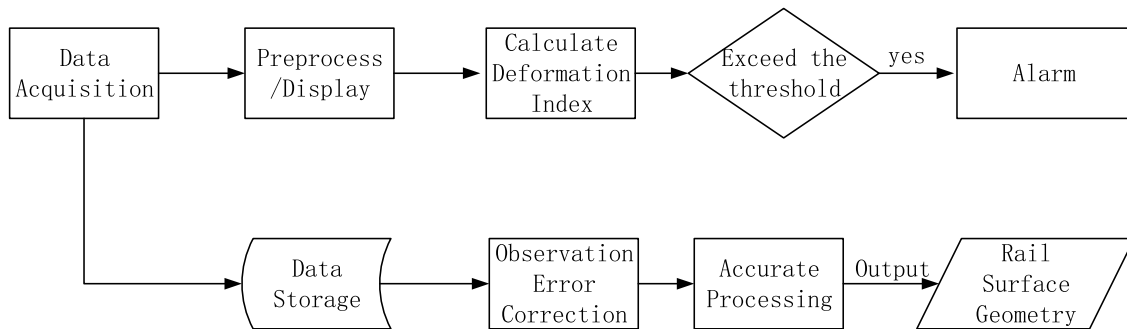 Data
Acquisition
Preprocess
/Display
Calculate
Deformation
Index
Exceed the
threshold
yes
Alarm
Data
Storage
Observation
Error
Correction
Accurate
Processing
Output
Rail
Surface
Geometry